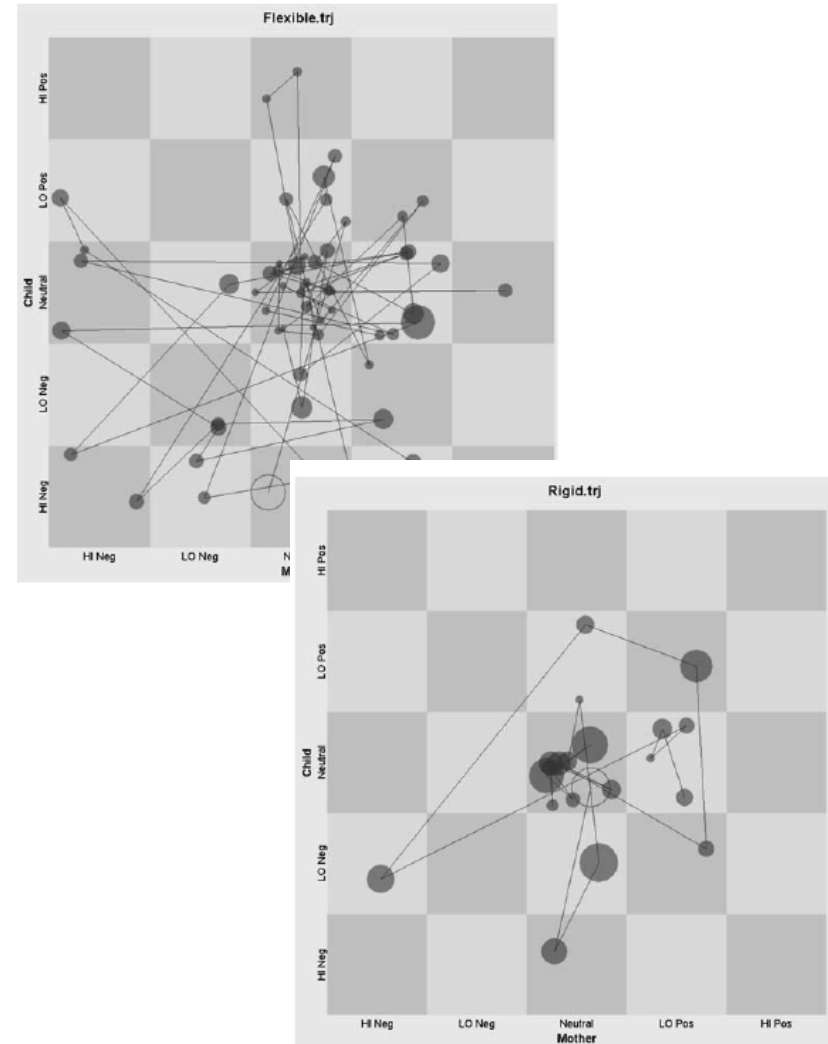 Flexible.trj
HI Pos
LO Pos
Neutral
Child
LO Neg
HI Neg
HI Neg LO Neg N
M
Rigid.trj
HI Pos
LO Pos
Neutral
Child
LO Neg
HI Neg
HI Neg LO Neg Neutral LO Pos HI Pos
Mother